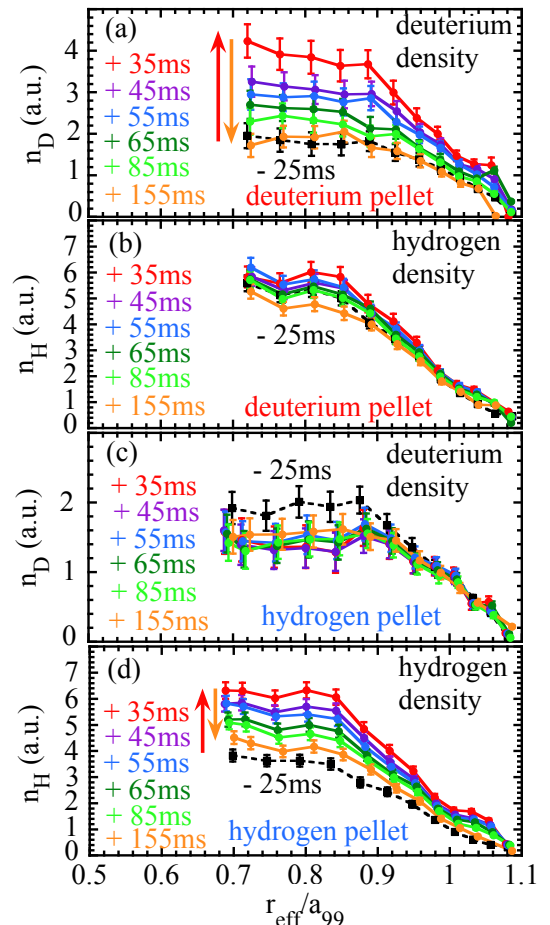 (a) deuterium density
+ 35ms
+ 45ms
+ 55ms
+ 65ms
+ 85ms
+ 155ms
- 25ms
deuterium pellet
n_D (a.u.)
4
3
2
1
0
(b) hydrogen density
+ 35ms
+ 45ms
+ 55ms
+ 65ms
+ 85ms
+ 155ms
- 25ms
deuterium pellet
n_H (a.u.)
7
6
5
4
3
2
1
0
(c) deuterium density
+ 35ms
+ 45ms
+ 55ms
+ 65ms
+ 85ms
+ 155ms
- 25ms
hydrogen pellet
n_D (a.u.)
2
1
0
(d) hydrogen density
+ 35ms
+ 45ms
+ 55ms
+ 65ms
+ 85ms
+ 155ms
- 25ms
hydrogen pellet
n_H (a.u.)
7
6
5
4
3
2
1
0
0.5 0.6 0.7 0.8 0.9 1 1.1
r_eff/a_99